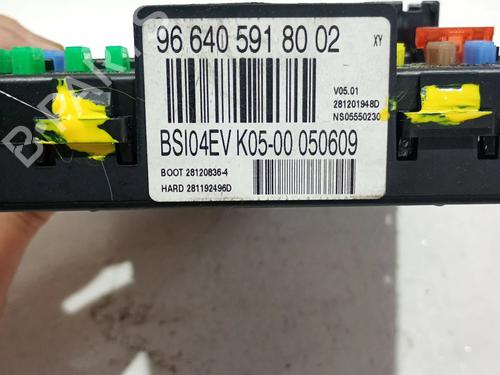 96 640 591 80 02
XY
V05.01
281201948D
NS05550230
BSI04EV K05-00 050609
BOOT 28120836-4
HARD 281192496D
B-PARTS